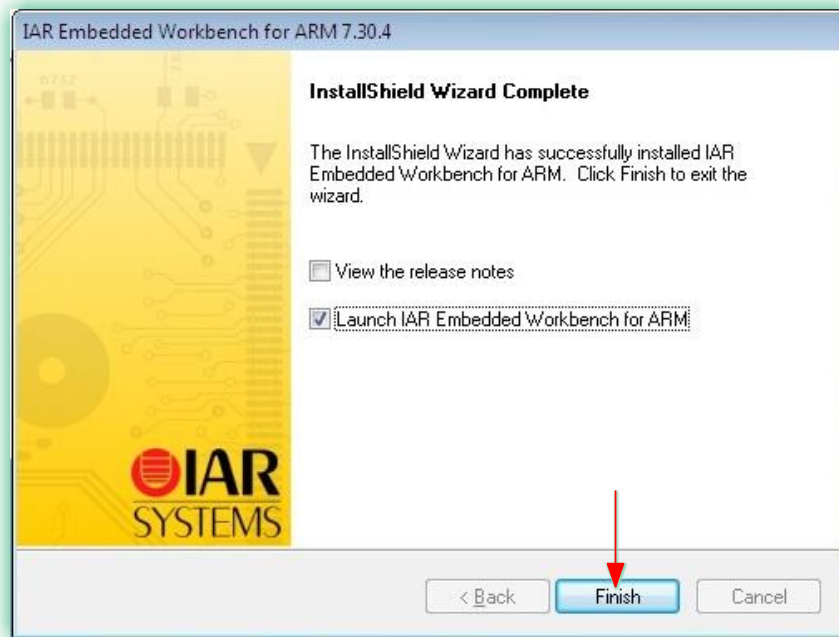 IAR Embedded Workbench for ARM 7.30.4
InstallShield Wizard Complete
The InstallShield Wizard has successfully installed IAR
Embedded Workbench for ARM. Click Finish to exit the
wizard.
View the release notes
Launch IAR Embedded Workbench for ARM
IAR
SYSTEMS
< Back
Finish
Cancel